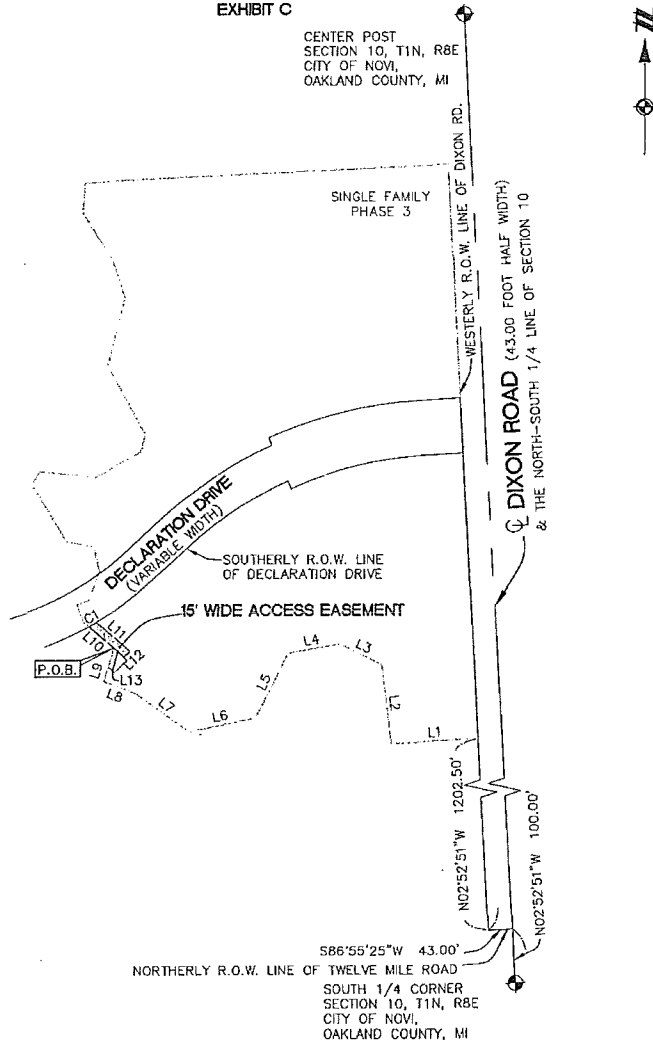 EXHIBIT C
CENTER POST
SECTION 10, T1N, R8E
CITY OF NOVI,
OAKLAND COUNTY, MI
SINGLE FAMILY
PHASE 3
WESTERLY R.O.W. LINE OF DIXON RD.
℄ DIXON ROAD (43.00 FOOT HALF WIDTH)
& THE NORTH-SOUTH 1/4 LINE OF SECTION 10
DECLARATION DRIVE
(VARIABLE WIDTH)
SOUTHERLY R.O.W. LINE
OF DECLARATION DRIVE
15' WIDE ACCESS EASEMENT
C1
L11
L10
L12
P.O.B.
L9
L13
L8
L7
L6
L5
L4
L3
L2
L1
N02°52'51"W 1202.50'
N02°52'51"W 100.00'
S86°55'25"W 43.00'
NORTHERLY R.O.W. LINE OF TWELVE MILE ROAD
SOUTH 1/4 CORNER
SECTION 10, T1N, R8E
CITY OF NOVI,
OAKLAND COUNTY, MI